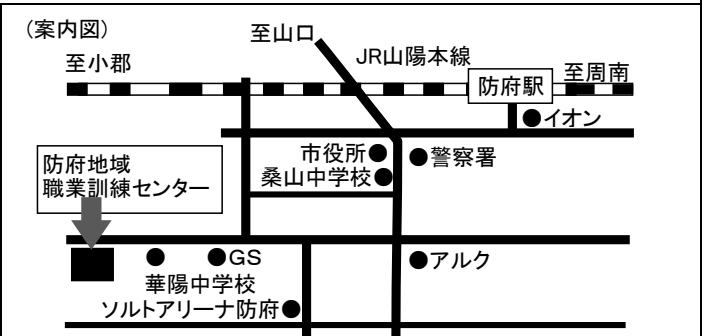 (案内図)
至山口
JR山陽本線
至小郡
防府駅
至周南
●イオン
市役所●
●警察署
桑山中学校●
防府地域
職業訓練センター
●GS
●アルク
華陽中学校
ソルトアリーナ防府●